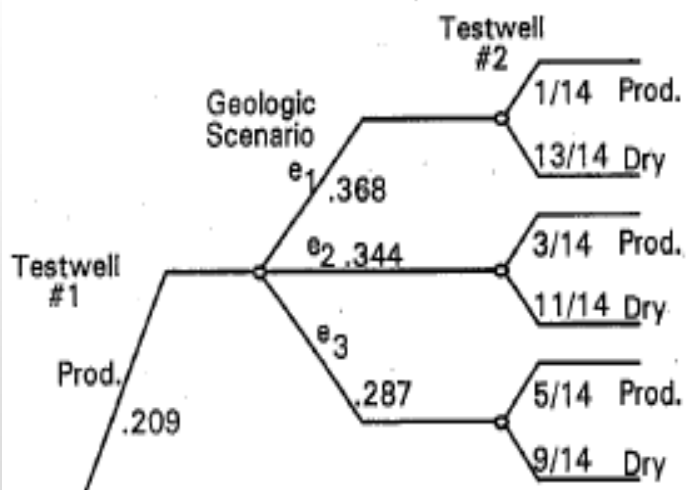 Testwell
#2
1/14 Prod.
Geologic
Scenario
13/14 Dry
e1 .368
3/14 Prod.
e2 .344
Testwell
#1
11/14 Dry
e3
Prod.
.287
5/14 Prod.
.209
9/14 Dry